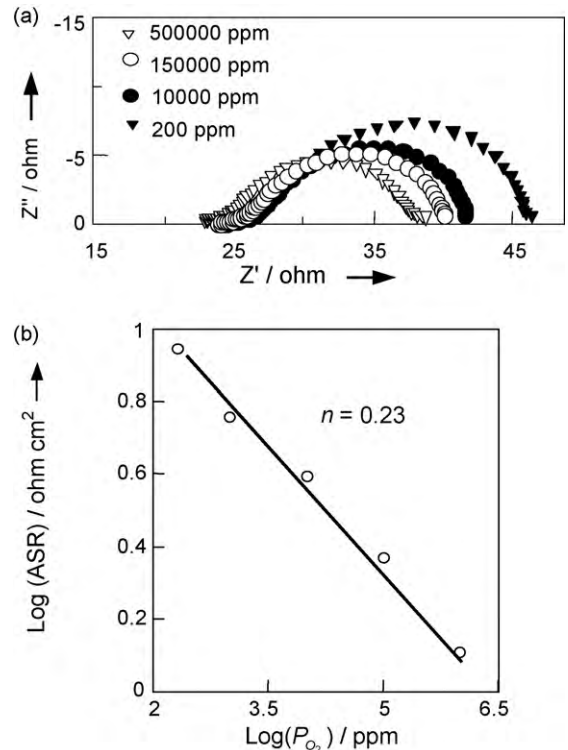 (a)
-15
-5
0
Z'' / ohm
500000 ppm
150000 ppm
10000 ppm
200 ppm
15 25 35 45
Z' / ohm
(b)
1
0.8
0.6
0.4
0.2
0
Log (ASR) / ohm cm²
n = 0.23
2 3.5 5 6.5
Log(P_{O₂}) / ppm